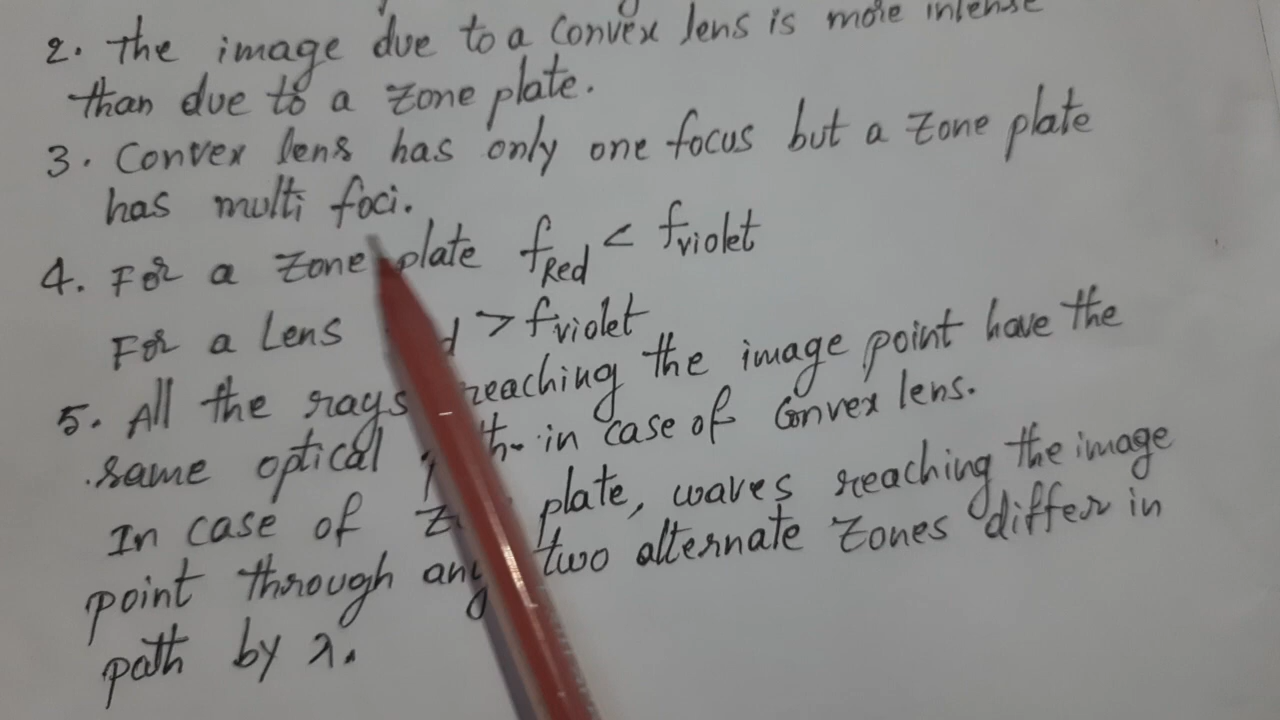 2. The image due to a Convex lens is more intense
than due to a zone plate.
3. Convex lens has only one focus but a zone plate
has multi foci.
4. For a zone plate fRed < fviolet
For a Lens d > fviolet
5. All the rays reaching the image point have the
same optical th in case of Convex lens.
In case of plate, waves reaching the image
point through any two alternate zones differ in
path by λ.